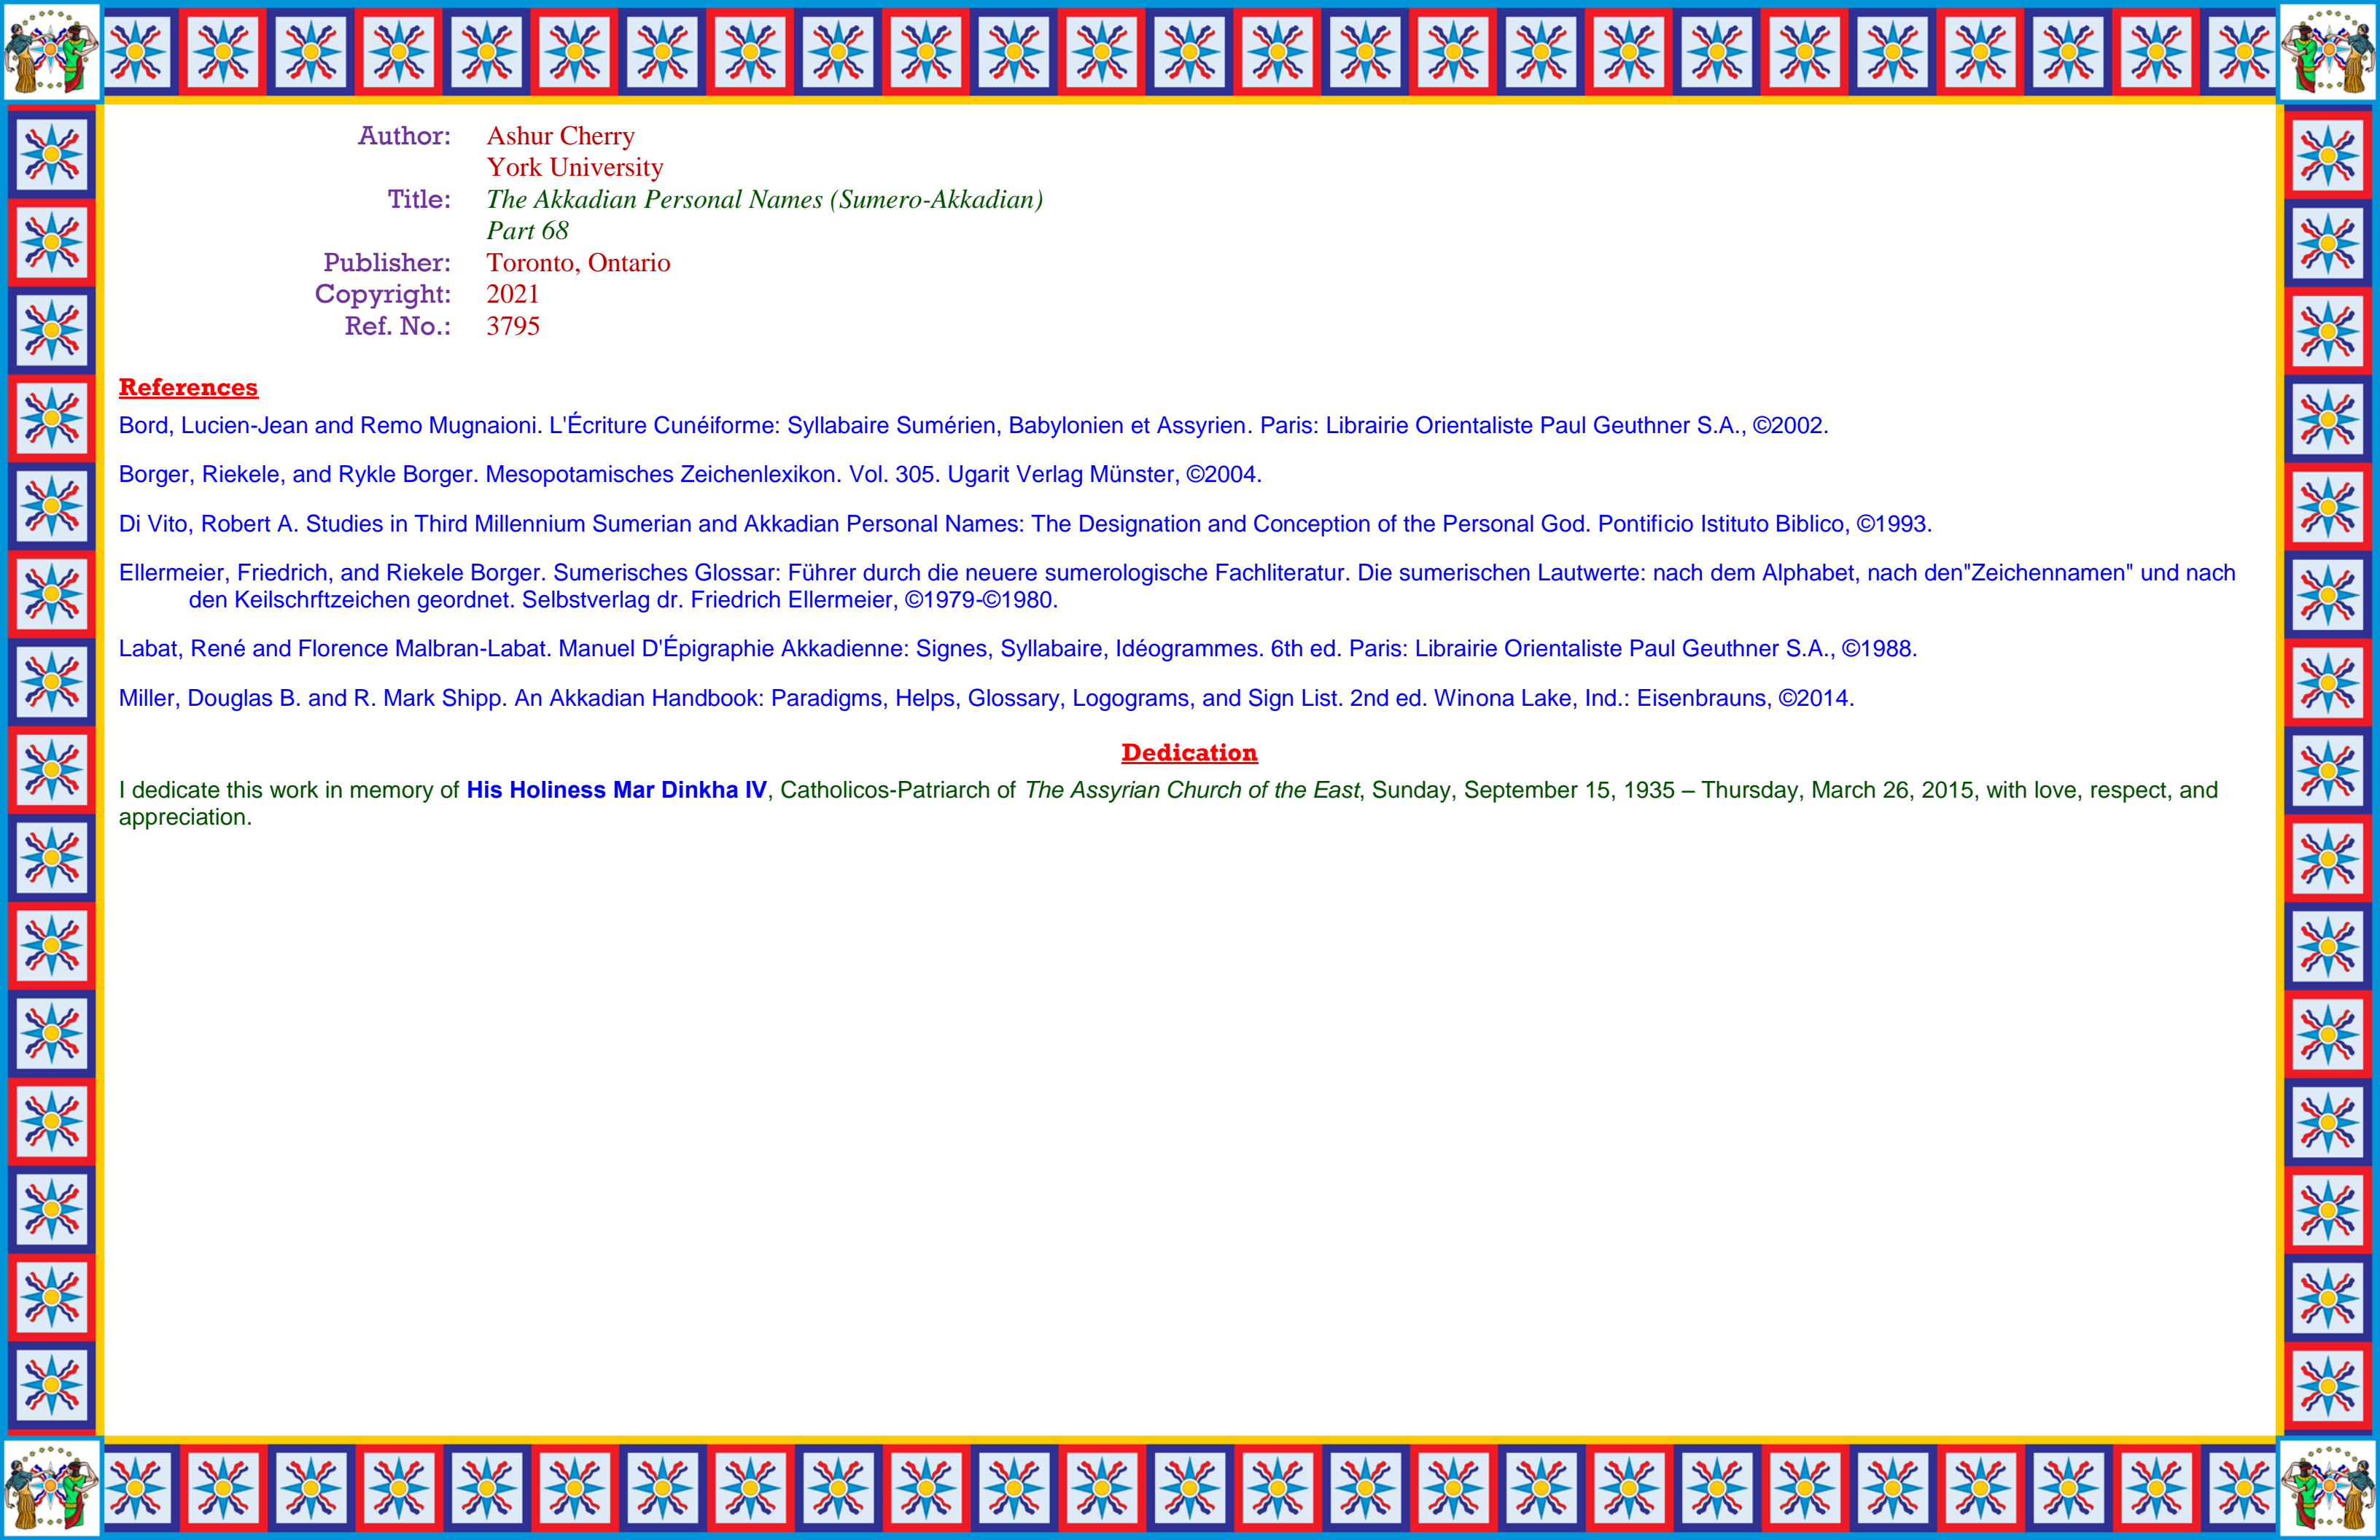 Author: Ashur Cherry
York University
Title: The Akkadian Personal Names (Sumero-Akkadian)
Part 68
Publisher: Toronto, Ontario
Copyright: 2021
Ref. No.: 3795
References
Bord, Lucien-Jean and Remo Mugnaioni. L'Écriture Cunéiforme: Syllabaire Sumérien, Babylonien et Assyrien. Paris: Librairie Orientaliste Paul Geuthner S.A., ©2002.
Borger, Riekele, and Rykle Borger. Mesopotamisches Zeichenlexikon. Vol. 305. Ugarit Verlag Münster, ©2004.
Di Vito, Robert A. Studies in Third Millennium Sumerian and Akkadian Personal Names: The Designation and Conception of the Personal God. Pontificio Istituto Biblico, ©1993.
Ellermeier, Friedrich, and Riekele Borger. Sumerisches Glossar: Führer durch die neuere sumerologische Fachliteratur. Die sumerischen Lautwerte: nach dem Alphabet, nach den"Zeichennamen" und nach
den Keilschrftzeichen geordnet. Selbstverlag dr. Friedrich Ellermeier, ©1979-©1980.
Labat, René and Florence Malbran-Labat. Manuel D'Épigraphie Akkadienne: Signes, Syllabaire, Idéogrammes. 6th ed. Paris: Librairie Orientaliste Paul Geuthner S.A., ©1988.
Miller, Douglas B. and R. Mark Shipp. An Akkadian Handbook: Paradigms, Helps, Glossary, Logograms, and Sign List. 2nd ed. Winona Lake, Ind.: Eisenbrauns, ©2014.
Dedication
I dedicate this work in memory of His Holiness Mar Dinkha IV, Catholicos-Patriarch of The Assyrian Church of the East, Sunday, September 15, 1935 – Thursday, March 26, 2015, with love, respect, and
appreciation.